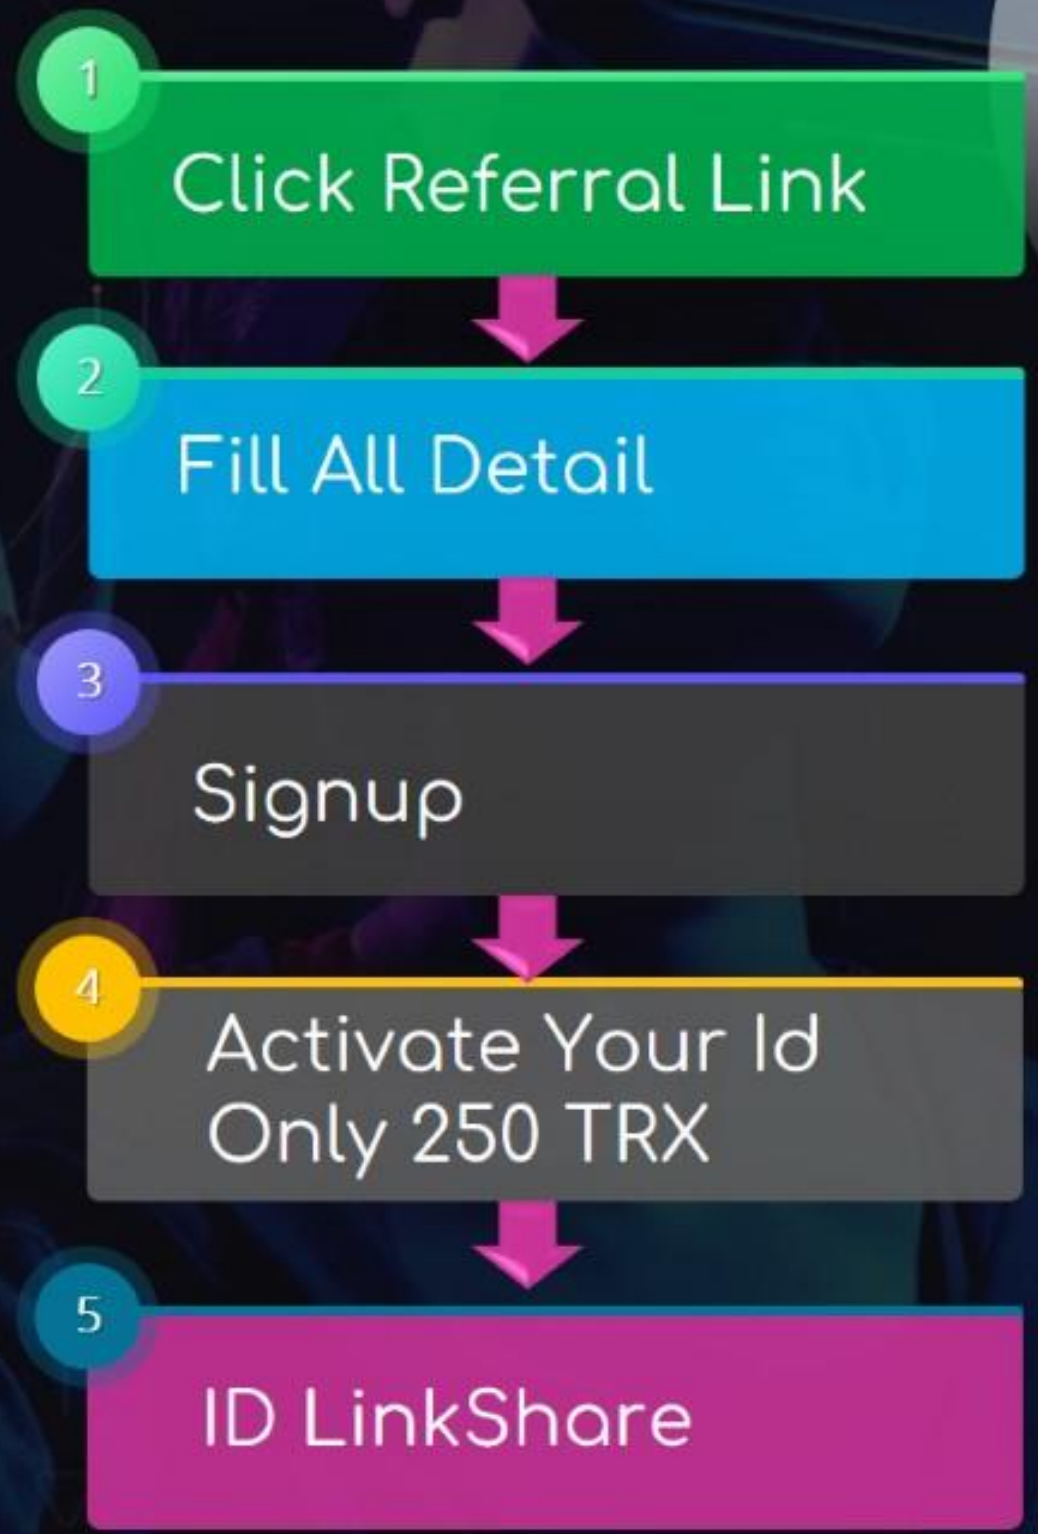 1
Click Referral Link
2
Fill All Detail
3
Signup
4
Activate Your Id
Only 250 TRX
5
ID LinkShare